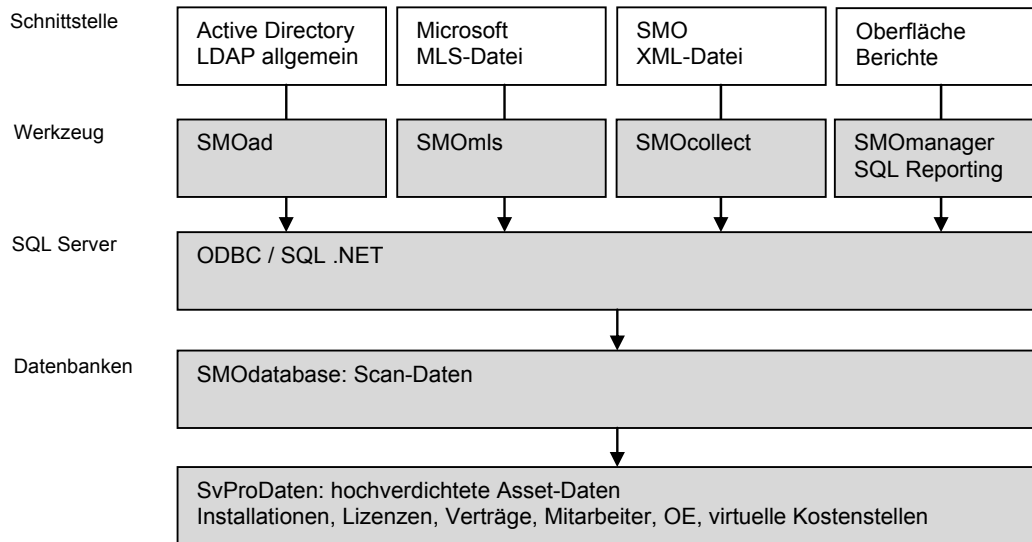 Schnittstelle
Active Directory
LDAP allgemein
Microsoft
MLS-Datei
SMO
XML-Datei
Oberfläche
Berichte
Werkzeug
SMOad
SMOmls
SMOcollect
SMOmanager
SQL Reporting
SQL Server
ODBC / SQL .NET
Datenbanken
SMOdatabase: Scan-Daten
SvProDaten: hochverdichtete Asset-Daten
Installationen, Lizenzen, Verträge, Mitarbeiter, OE, virtuelle Kostenstellen